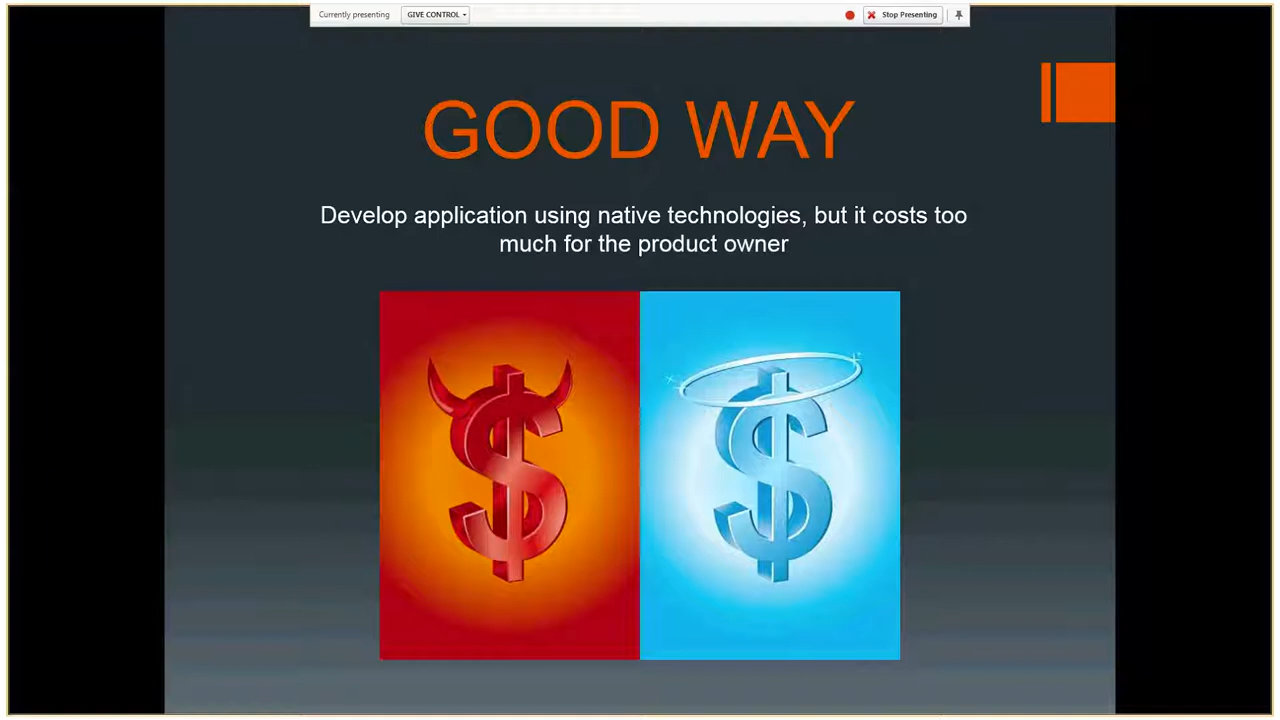 Currently presenting GIVE CONTROL Stop Presenting
GOOD WAY
Develop application using native technologies, but it costs too
much for the product owner